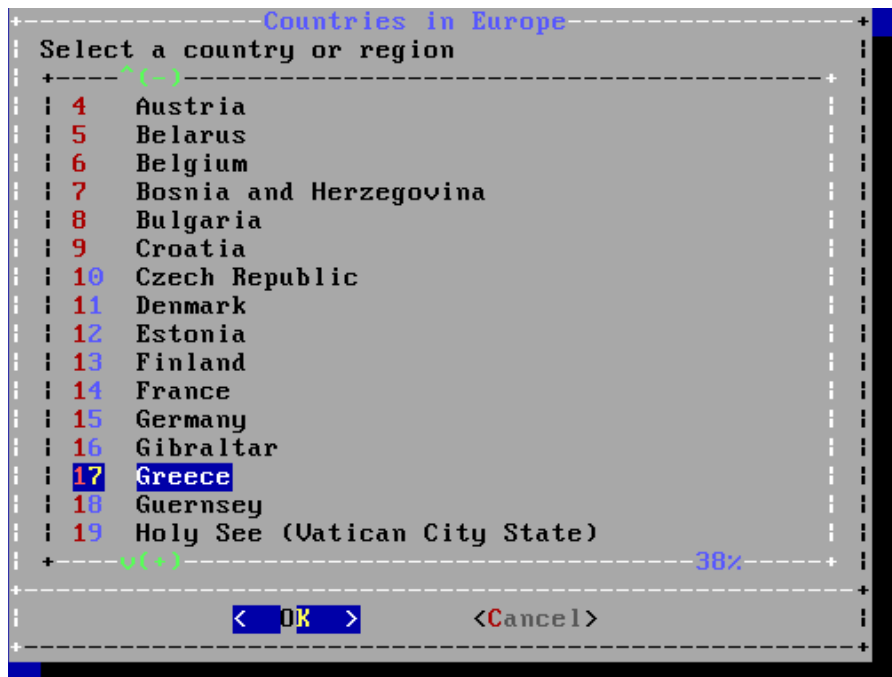 Countries in Europe
Select a country or region
^(-)
4 Austria
5 Belarus
6 Belgium
7 Bosnia and Herzegovina
8 Bulgaria
9 Croatia
10 Czech Republic
11 Denmark
12 Estonia
13 Finland
14 France
15 Germany
16 Gibraltar
17 Greece
18 Guernsey
19 Holy See (Vatican City State)
v(+) 38%
< OK > <Cancel>